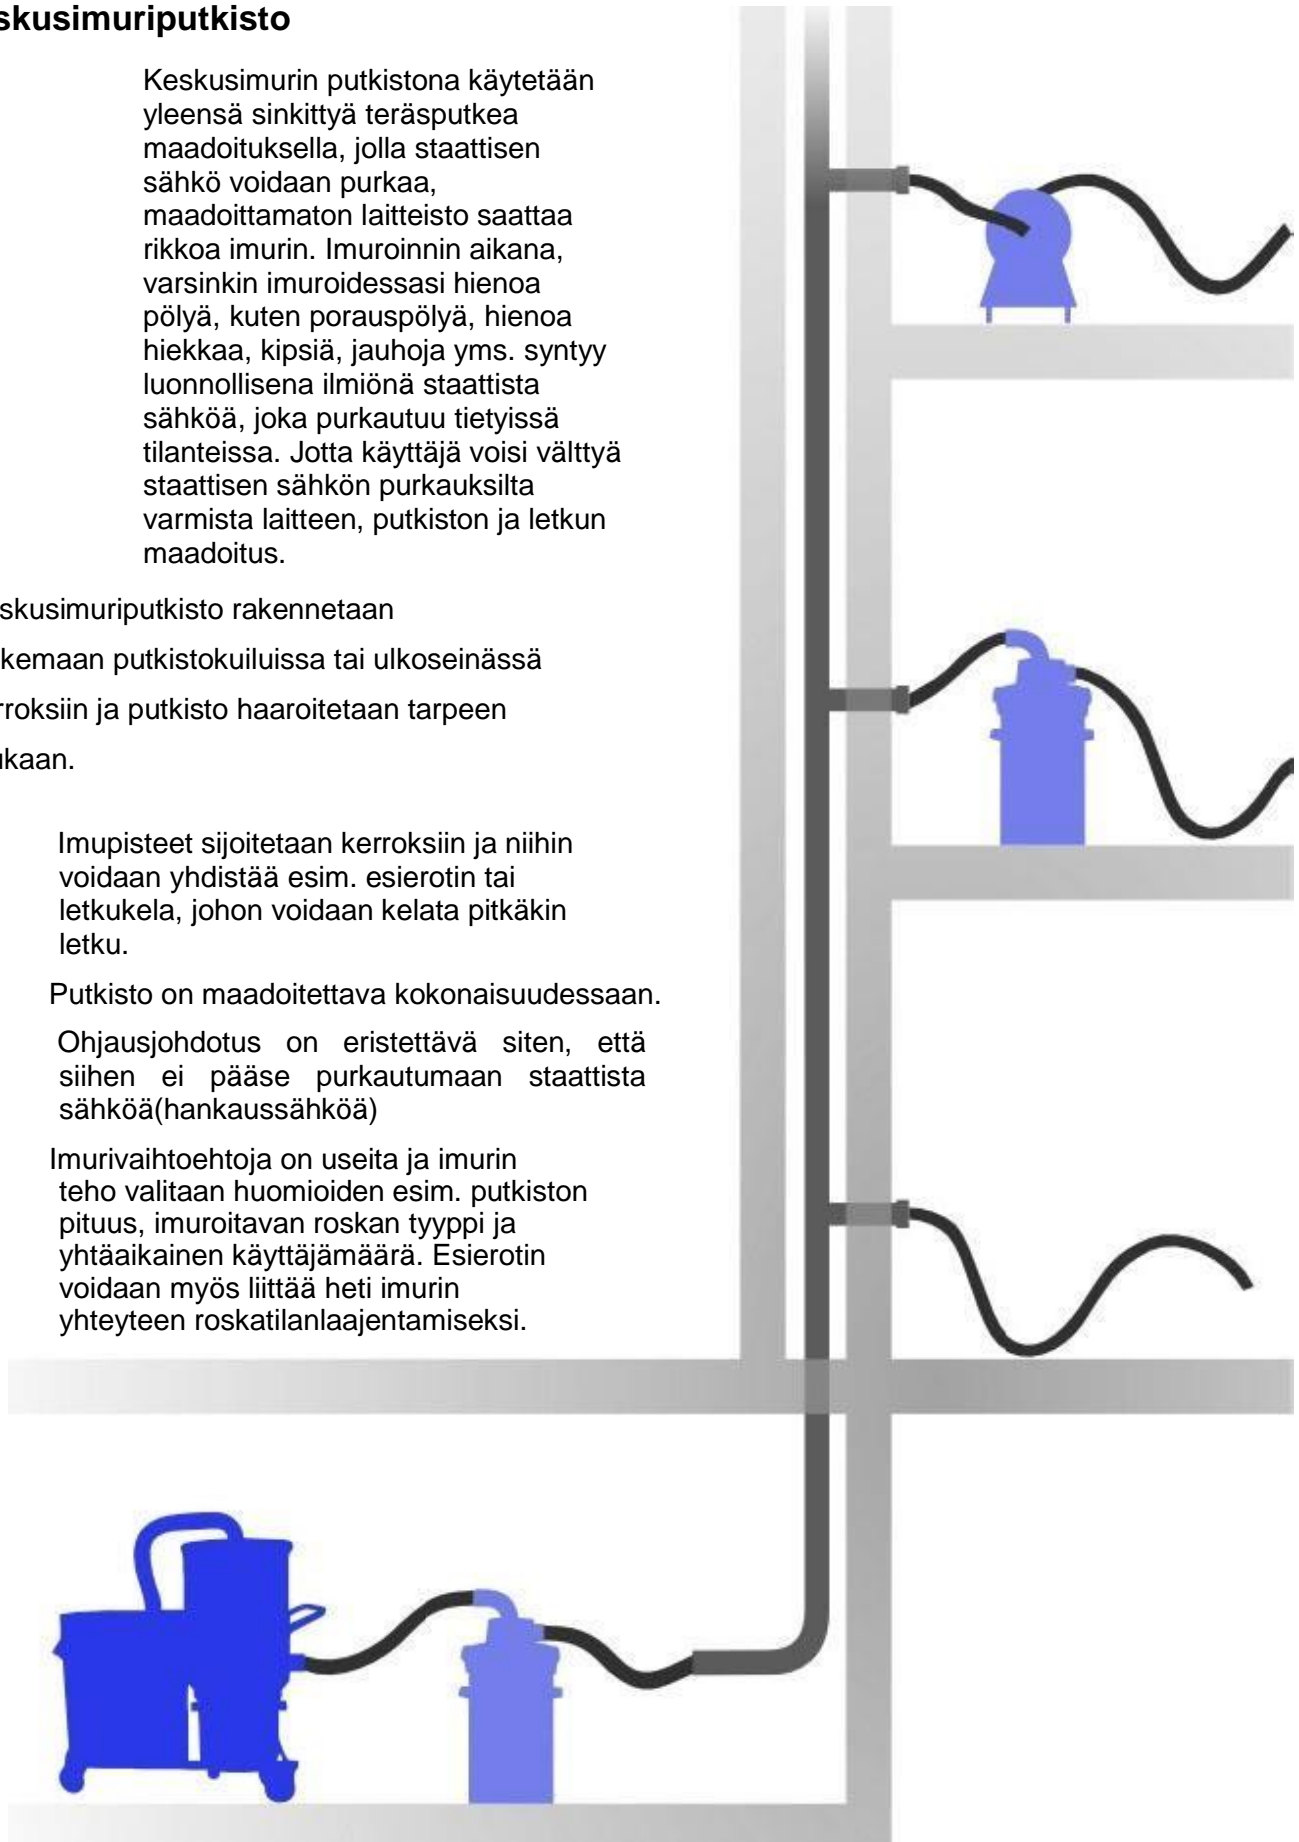 skusimuriputkisto
Keskusimurin putkistona käytetään
yleensä sinkittyä teräsputkea
maadoituksella, jolla staattisen
sähkö voidaan purkaa,
maadoittamaton laitteisto saattaa
rikkoa imurin. Imuroinnin aikana,
varsinkin imuroidessasi hienoa
pölyä, kuten porauspölyä, hienoa
hiekkaa, kipsiä, jauhoja yms. syntyy
luonnollisena ilmiönä staattista
sähköä, joka purkautuu tietyissä
tilanteissa. Jotta käyttäjä voisi välttyä
staattisen sähkön purkauksilta
varmista laitteen, putkiston ja letkun
maadoitus.
skusimuriputkisto rakennetaan
kemaan putkistokuiluissa tai ulkoseinässä
rroksiin ja putkisto haaroitetaan tarpeen
ukaan.
Imupisteet sijoitetaan kerroksiin ja niihin
voidaan yhdistää esim. esierotin tai
letkukela, johon voidaan kelata pitkäkin
letku.
Putkisto on maadoitettava kokonaisuudessaan.
Ohjausjohdotus on eristettävä siten, että
siihen ei pääse purkautumaan staattista
sähköä(hankaussähköä)
Imurivaihtoehtoja on useita ja imurin
teho valitaan huomioiden esim. putkiston
pituus, imuroitavan roskan tyyppi ja
yhtäaikainen käyttäjämäärä. Esierotin
voidaan myös liittää heti imurin
yhteyteen roskatilanlaajentamiseksi.